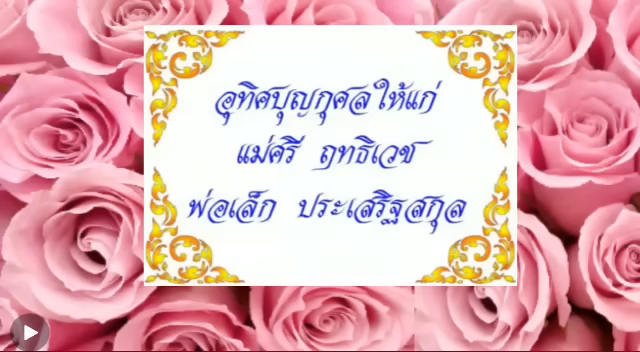 อุทิศบุญกุศล ให้แก่
แม่ศรี ฤทธิเวช
พ่อเล็ก ประเสริฐสกุล